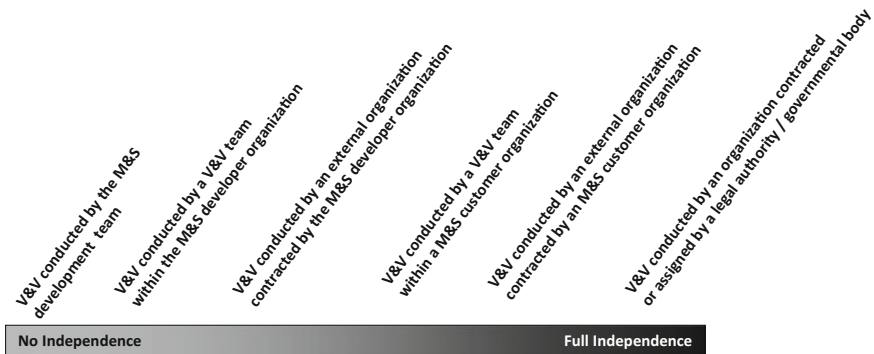 V&V conducted by the M&S
development team
V&V conducted by a V&V team
within the M&S developer organization
V&V conducted by an external organization
contracted by the M&S developer organization
V&V conducted by a V&V team
within a M&S customer organization
V&V conducted by an external organization
contracted by an M&S customer organization
V&V conducted by an organization contracted
or assigned by a legal authority / governmental body
No Independence
Full Independence